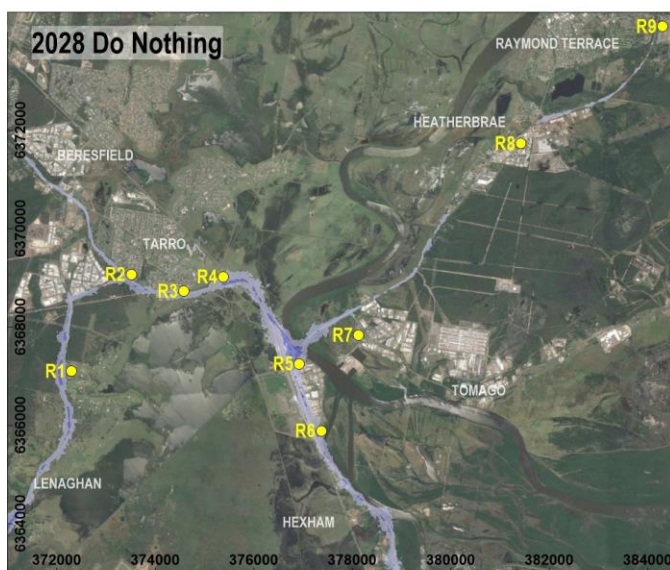 2028 Do Nothing
R9
RAYMOND TERRACE
HEATHERBRAE
R8
BERESFIELD
TARRO
R2
R4
R3
R7
R5
R1
TOMAGO
R6
LENAGHAN
HEXHAM
6372000
6370000
6368000
6366000
6364000
372000 374000 376000 378000 380000 382000 384000